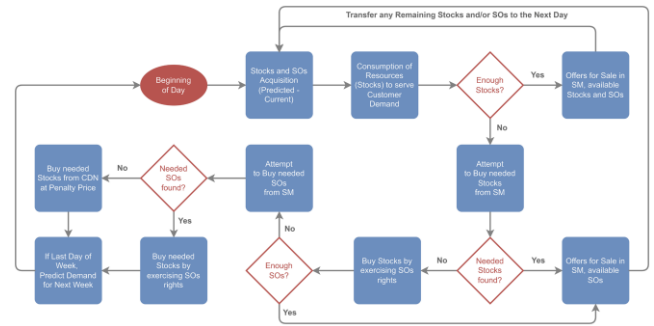 Transfer any Remaining Stocks and/or SOs to the Next Day
Beginning
of Day
Stocks and SOs
Acquisition
(Predicted -
Current)
Consumption of
Resources
(Stocks) to serve
Customer
Demand
Enough
Stocks?
Yes
Offers for Sale in
SM, available
Stocks and SOs
No
Buy needed
Stocks from CDN
at Penalty Price
No
Needed
SOs
found?
Attempt
to Buy needed
SOs
from SM
Attempt
to Buy needed
Stocks
from SM
Yes
No
If Last Day of
Week,
Predict Demand
for Next Week
Buy needed
Stocks by
exercising SOs
rights
Enough
SOs?
Buy Stocks by
exercising SOs
rights
No
Needed
Stocks
found?
Yes
Offers for Sale in
SM, available
SOs
Yes